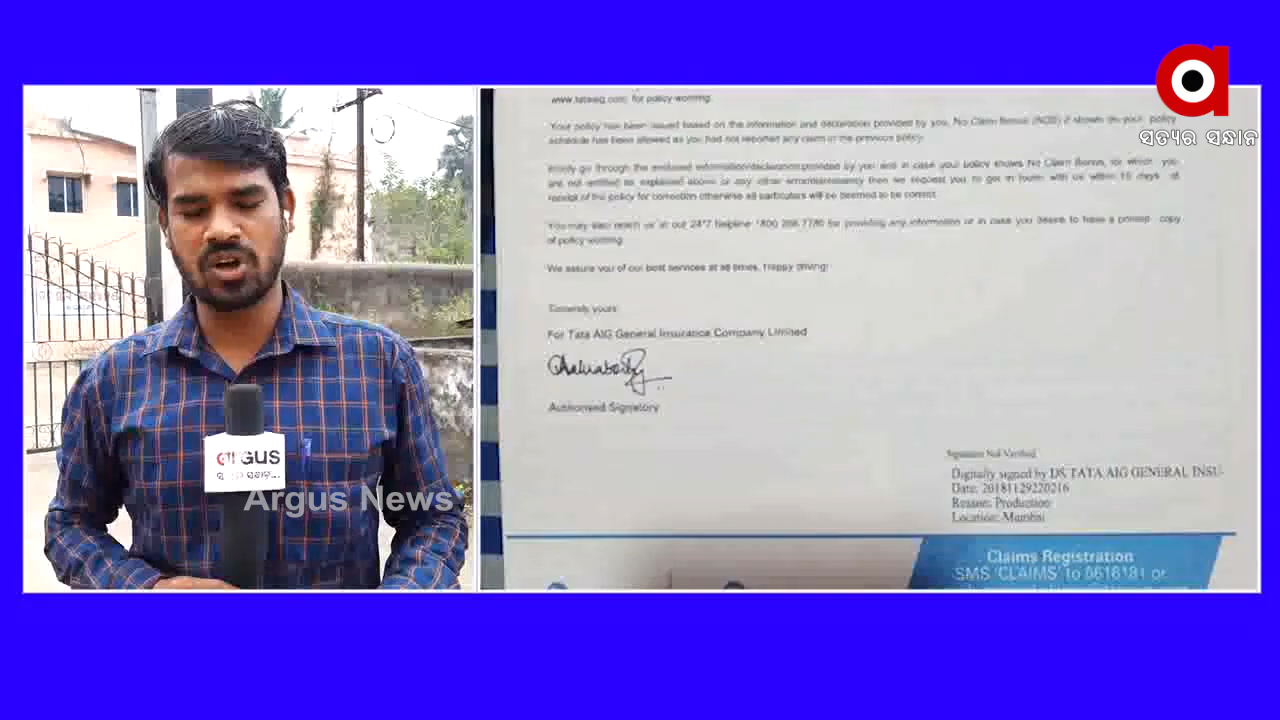 ସତ୍ୟର ସନ୍ଧାନ
www.tataaig.com for policy wording.
Your policy has been issued based on the information and declaration provided by you. No Claim Bonus (NCB) if shown on your policy
schedule has been allowed as you had not reported any claim in the previous policy.
Kindly go through the enclosed information/declaration provided by you and in case your policy shows No Claim Bonus, for which you
are not entitled as explained above or any other error/discrepancy then we request you to get in touch with us within 15 days of
receipt of the policy for correction otherwise all particulars will be deemed to be correct.
You may also reach us at our 24*7 helpline 1800 266 7780 for providing any information or in case you desire to have a printed copy
of policy wording.
We assure you of our best services at all times. Happy driving!
Sincerely yours
For Tata AIG General Insurance Company Limited
Authorised Signatory
Signature Not Verified
Digitally signed by DS TATA AIG GENERAL INSU
Date: 20181129220216
Reason: Production
Location: Mumbai
Claims Registration
SMS 'CLAIMS' to 5616181 or
ARGUS
Argus News